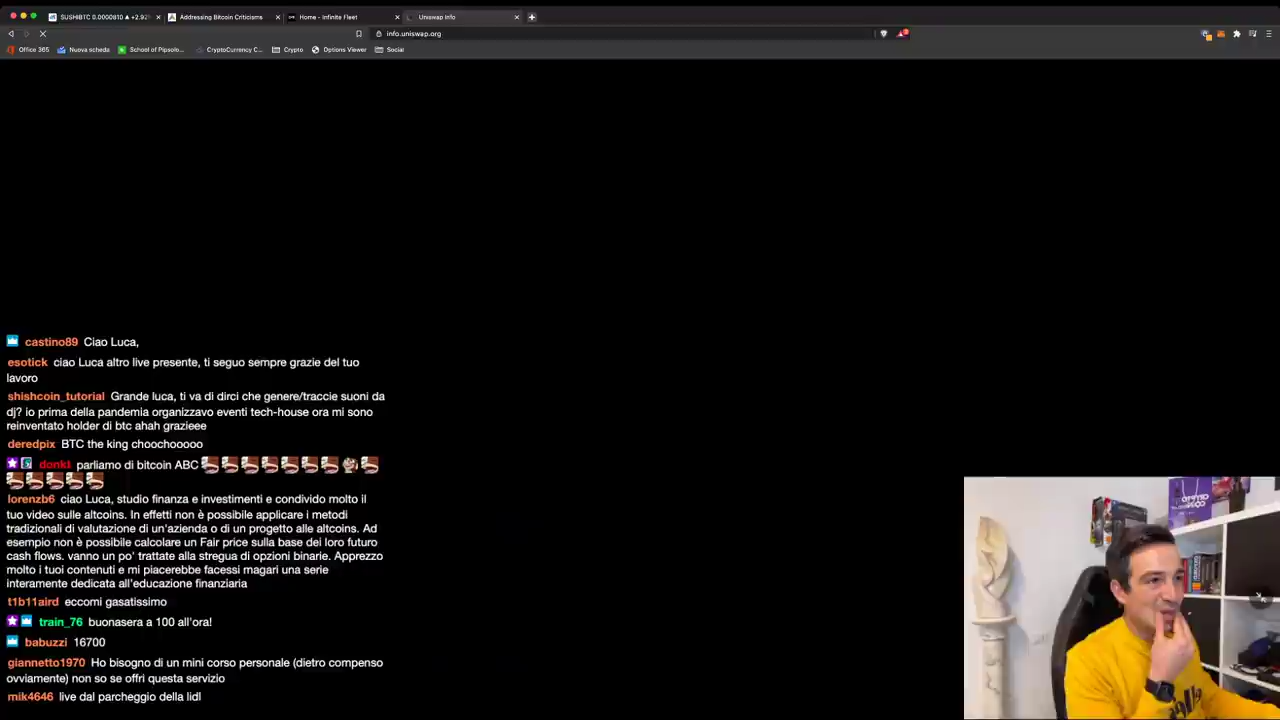 SUSHIBTC 0.0000810 ▲ +2.92%
Addressing Bitcoin Criticisms
Home - Infinite Fleet
Uniswap Info
info.uniswap.org
Office 365
Nuova scheda
School of Pipsolo...
CryptoCurrency C...
Crypto
Options Viewer
Social
castino89 Ciao Luca,
esotick ciao Luca altro live presente, ti seguo sempre grazie del tuo
lavoro
shishcoin_tutorial Grande luca, ti va di dirci che genere/traccie suoni da
dj? io prima della pandemia organizzavo eventi tech-house ora mi sono
reinventato holder di btc ahah grazieee
deredpix BTC the king choochooooo
parliamo di bitcoin ABC
lorenzb6 ciao Luca, studio finanza e investimenti e condivido molto il
tuo video sulle altcoins. In effetti non è possibile applicare i metodi
tradizionali di valutazione di un'azienda o di un progetto alle altcoins. Ad
esempio non è possibile calcolare un Fair price sulla base dei loro futuro
cash flows. vanno un po' trattate alla stregua di opzioni binarie. Apprezzo
molto i tuoi contenuti e mi piacerebbe facessi magari una serie
interamente dedicata all'educazione finanziaria
t1b11aird eccomi gasatissimo
train_76 buonasera a 100 all'ora!
babuzzi 16700
giannetto1970 Ho bisogno di un mini corso personale (dietro compenso
ovviamente) non so se offri questa servizio
mik4646 live dal parcheggio della lidl